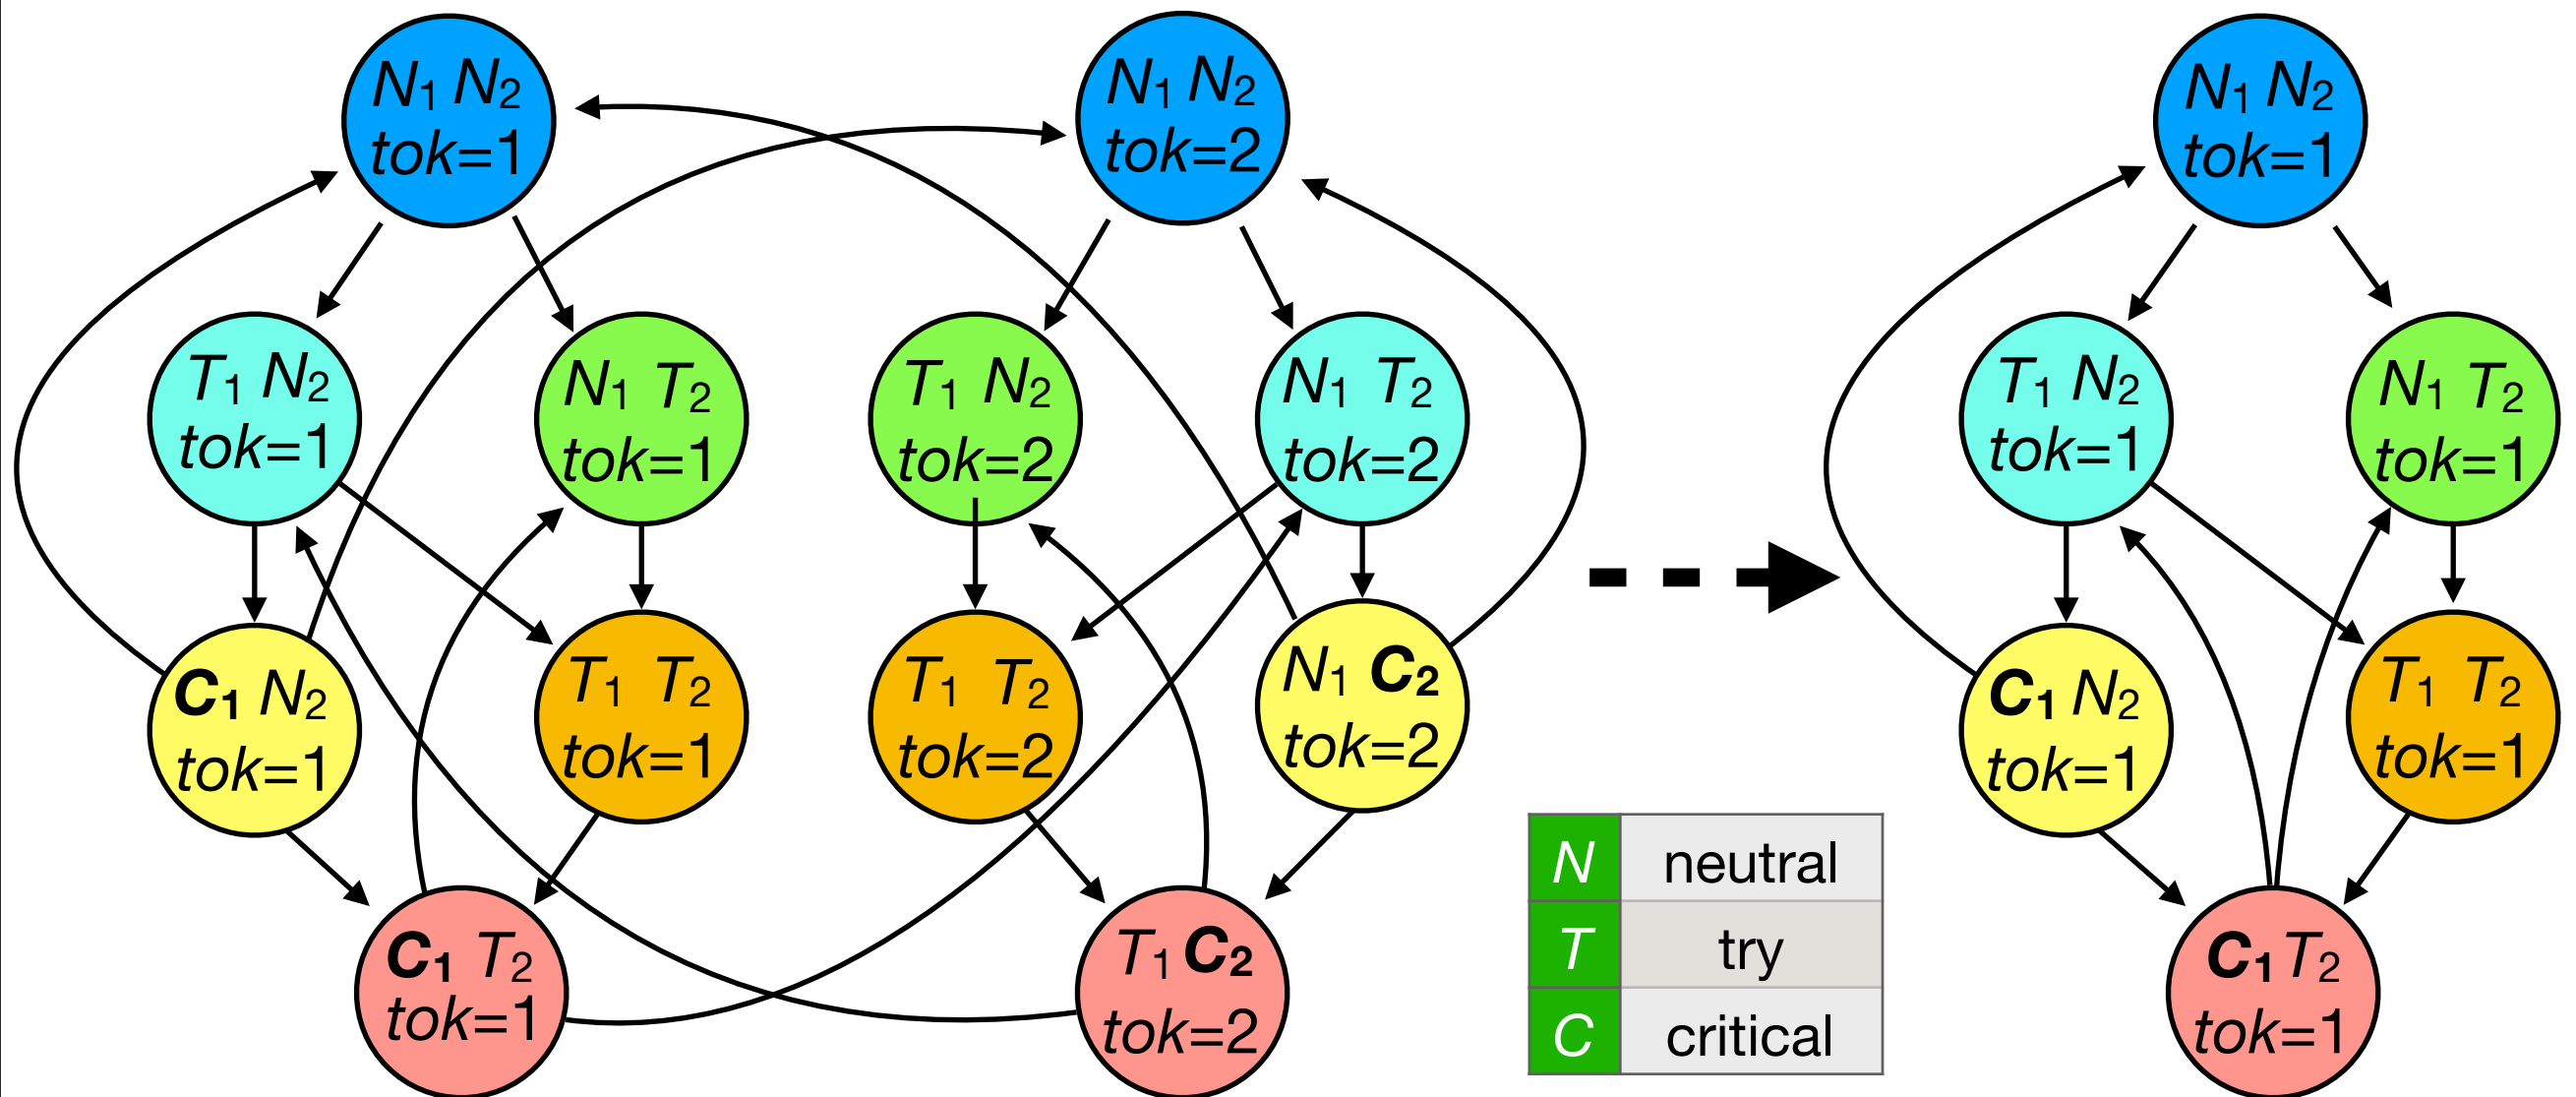 N₁ N₂
tok=1
N₁ N₂
tok=2
N₁ N₂
tok=1
T₁ N₂
tok=1
N₁ T₂
tok=1
T₁ N₂
tok=2
N₁ T₂
tok=2
T₁ N₂
tok=1
N₁ T₂
tok=1
C₁ N₂
tok=1
T₁ T₂
tok=1
T₁ T₂
tok=2
N₁ C₂
tok=2
C₁ N₂
tok=1
T₁ T₂
tok=1
C₁ T₂
tok=1
T₁ C₂
tok=2
N neutral
T try
C critical
C₁ T₂
tok=1